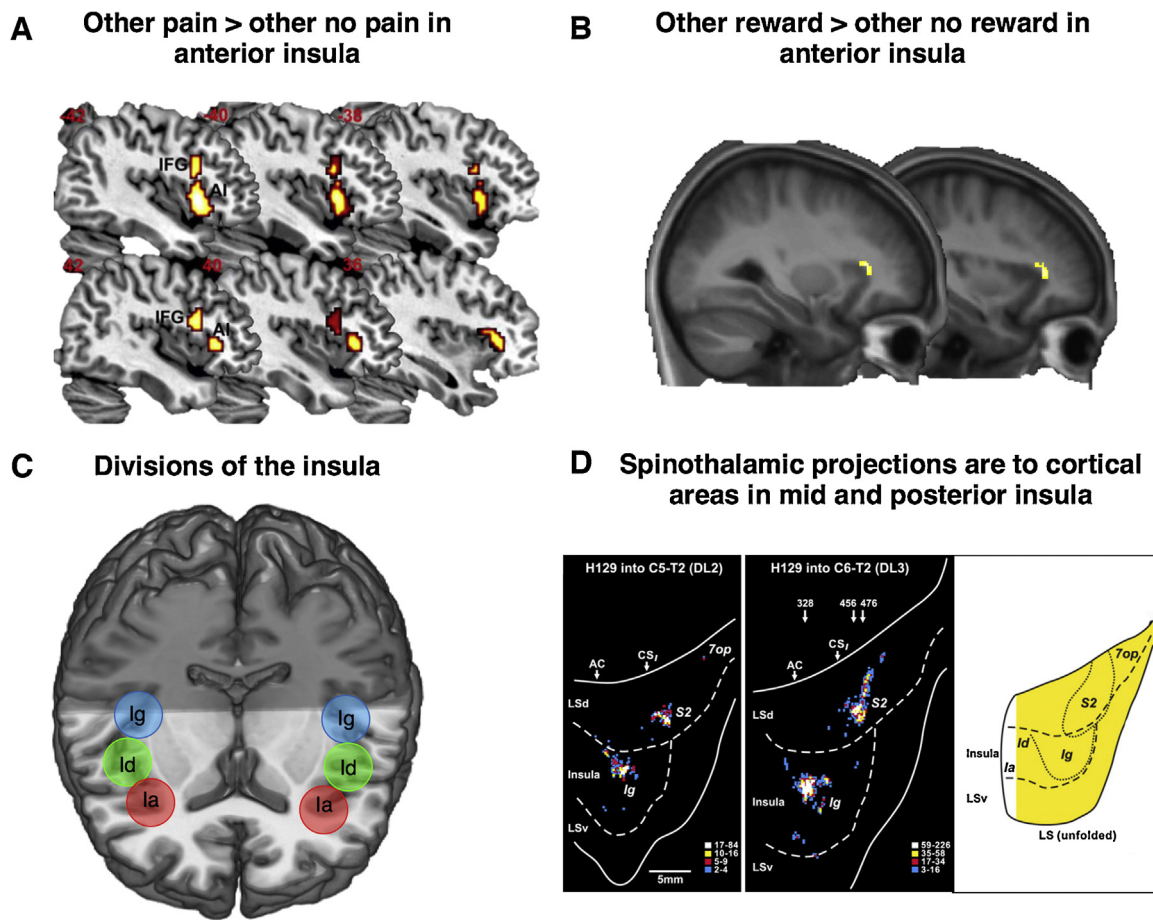 A
Other pain > other no pain in
anterior insula
-42
-40
-38
IFG
AI
42
40
36
IFG
AI
B
Other reward > other no reward in
anterior insula
C
Divisions of the insula
Ig
Ig
Id
Id
Ia
Ia
D
Spinothalamic projections are to cortical
areas in mid and posterior insula
H129 into C5-T2 (DL2)
AC
CSl
7op
LSd
S2
Insula
Ig
LSv
17-84
10-16
5-9
2-4
5mm
H129 into C6-T2 (DL3)
328
456
476
AC
CSl
LSd
S2
Insula
Ig
LSv
59-226
35-58
17-34
3-16
7op
S2
Id
Ig
Insula
Ia
LSv
LS (unfolded)